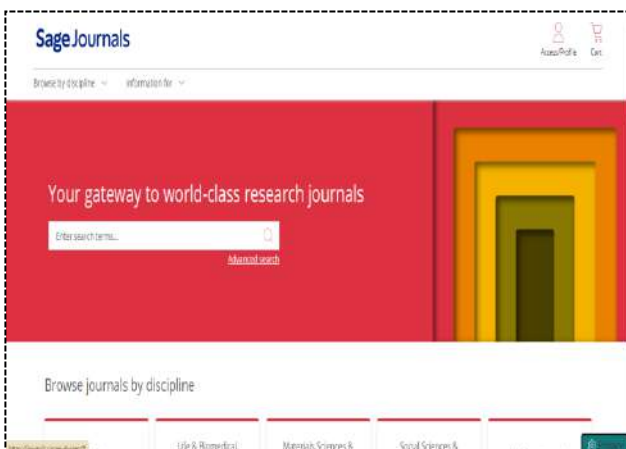 Sage Journals
Access/Profile Cart
Browse by discipline Information for
Your gateway to world-class research journals
Enter search terms...
Advanced search
Browse journals by discipline
Life & Biomedical Materials Sciences & Social Sciences &